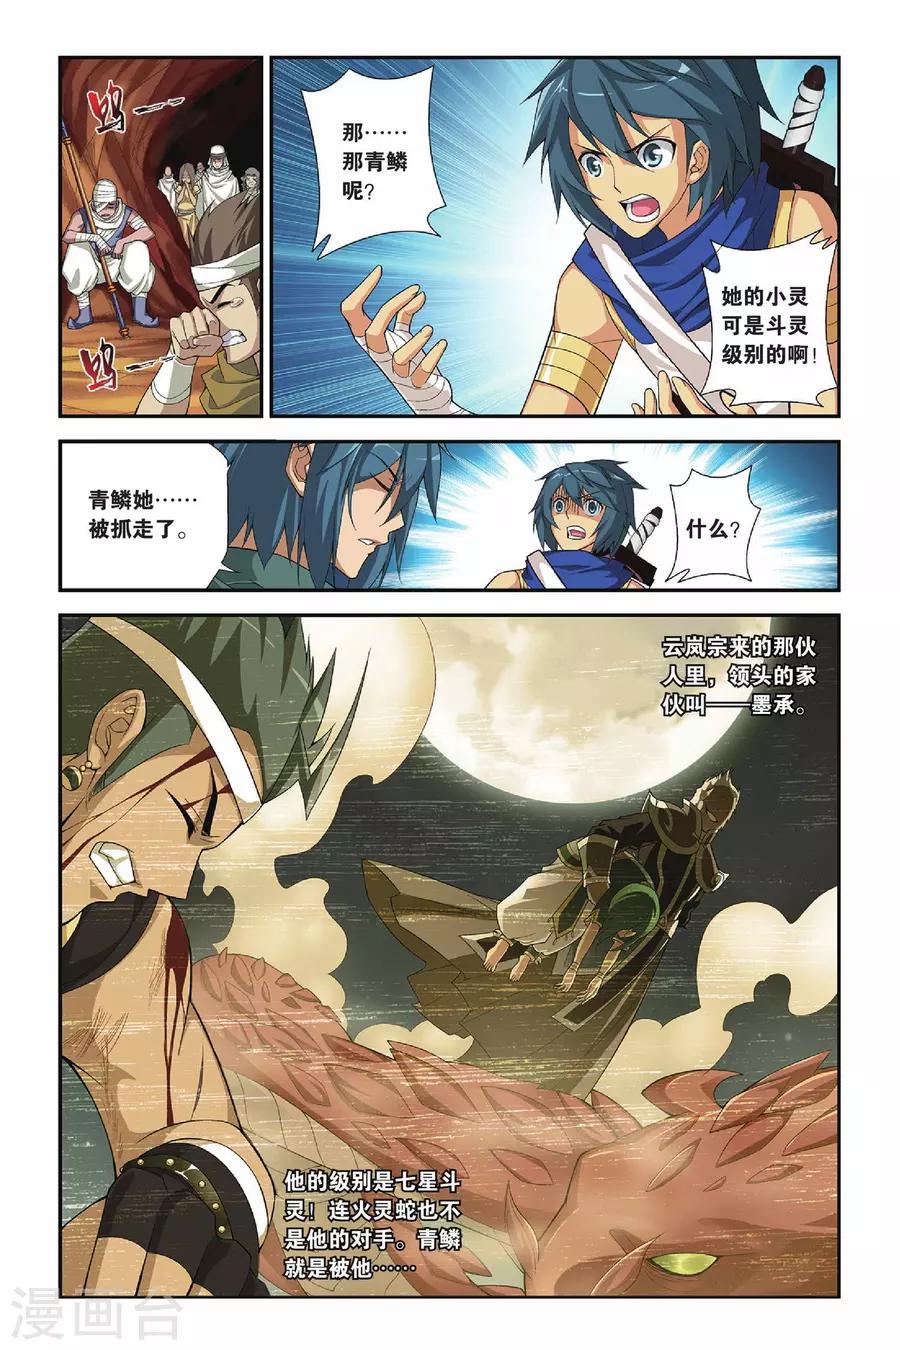 呜——
呜——
那……
那青鳞
呢？
她的小灵
可是斗灵
级别的啊！
青鳞她……
被抓走了。
什么？
云岚宗来的那伙
人里，领头的家
伙叫——墨承。
他的级别是七星斗
灵！连火灵蛇也不
是他的对手。青鳞
就是被他……
漫画台